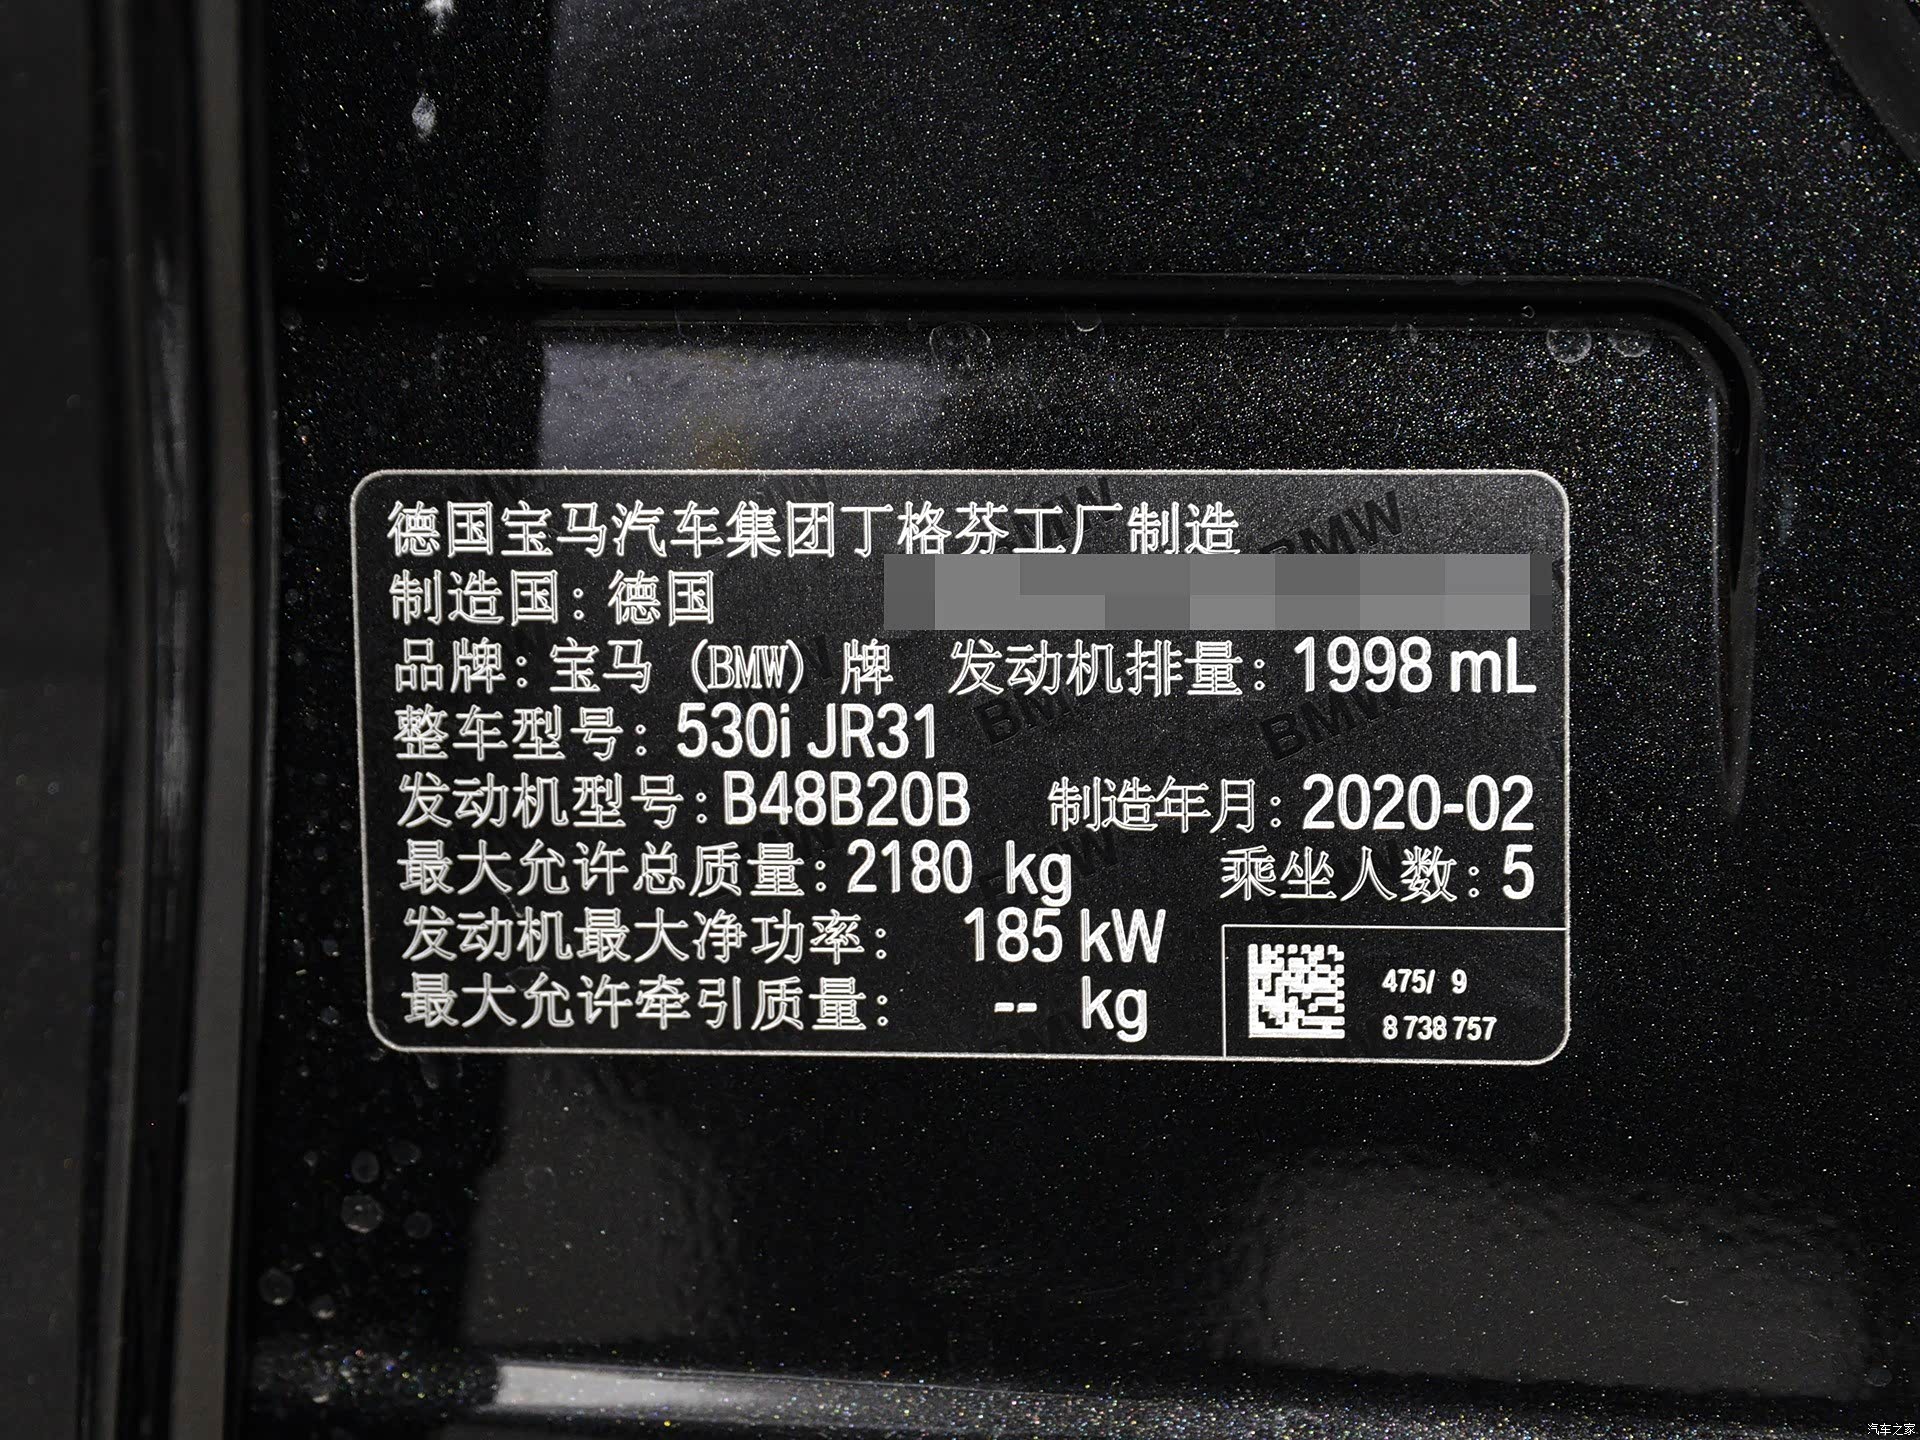 德国宝马汽车集团丁格芬工厂制造
制造国：德国
品牌：宝马（BMW）牌 发动机排量：1998 mL
整车型号：530i JR31
发动机型号：B48B20B 制造年月：2020-02
最大允许总质量：2180 kg 乘坐人数：5
发动机最大净功率： 185 kW
最大允许牵引质量： -- kg
475/ 9
8 738 757
BMW
BMW
BMW
BMW
汽车之家